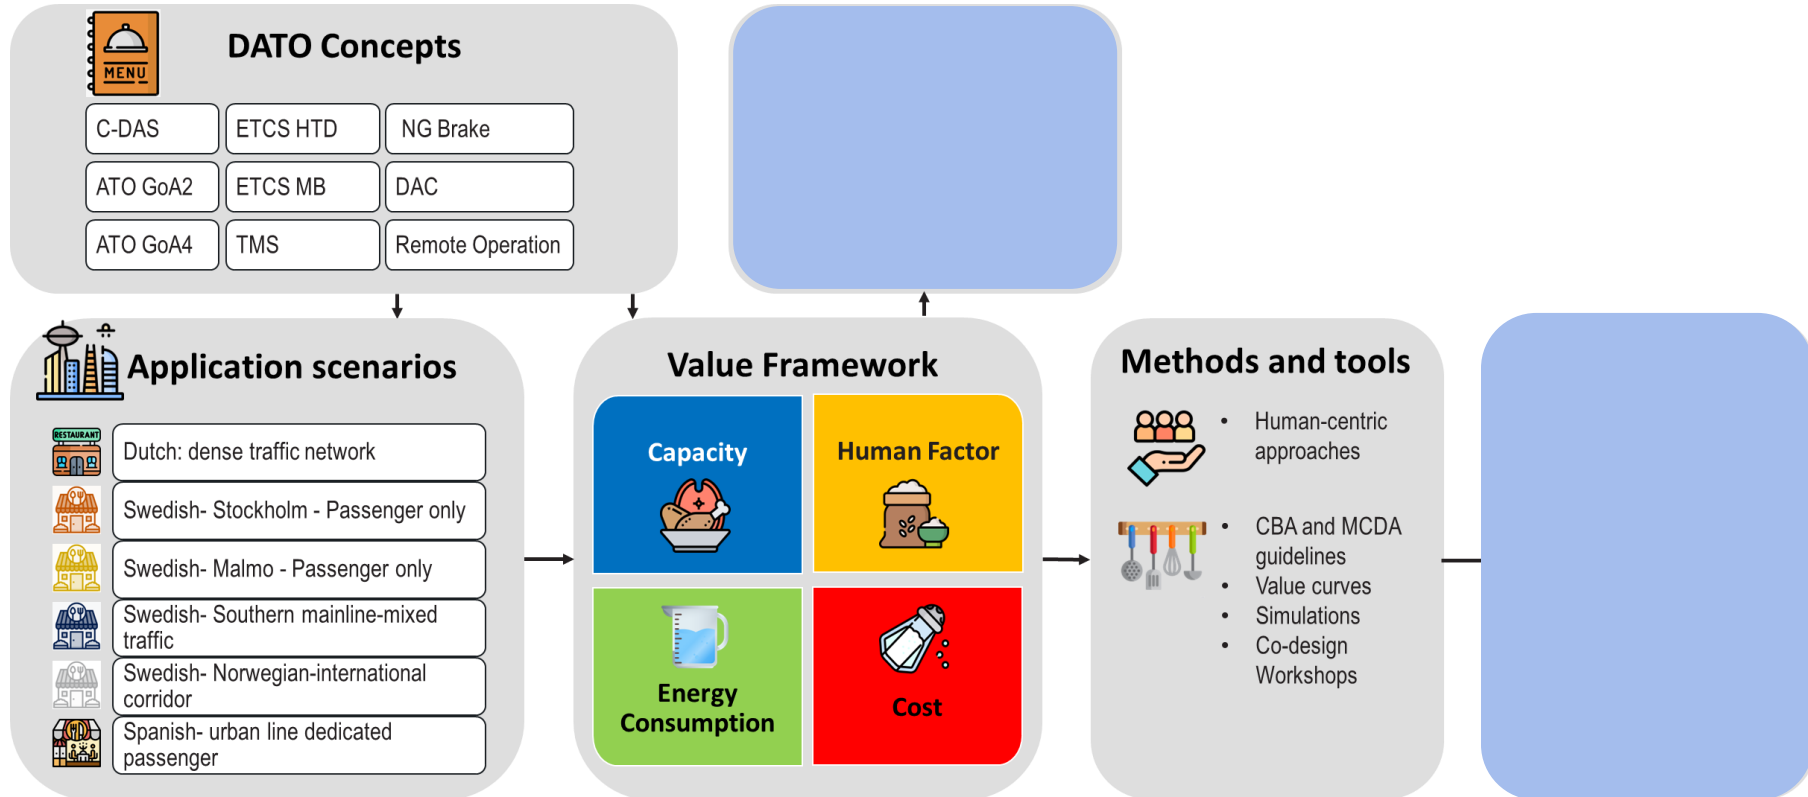 MENU
DATO Concepts
C-DAS
ETCS HTD
NG Brake
ATO GoA2
ETCS MB
DAC
ATO GoA4
TMS
Remote Operation
Application scenarios
RESTAURANT
Dutch: dense traffic network
Swedish- Stockholm - Passenger only
Swedish- Malmo - Passenger only
Swedish- Southern mainline-mixed
traffic
Swedish- Norwegian-international
corridor
Spanish- urban line dedicated
passenger
Value Framework
Capacity
Human Factor
Energy
Consumption
Cost
Methods and tools
• Human-centric
approaches
• CBA and MCDA
guidelines
• Value curves
• Simulations
• Co-design
Workshops